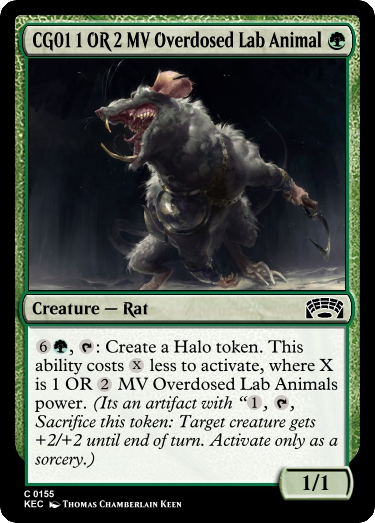 CG01 1 OR 2 MV Overdosed Lab Animal
Creature — Rat
6, : Create a Halo token. This
ability costs X less to activate, where X
is 1 OR 2 MV Overdosed Lab Animals
power. (Its an artifact with “1, ,
Sacrifice this token: Target creature gets
+2/+2 until end of turn. Activate only as a
sorcery.)
1/1
C 0155
KEC Thomas Chamberlain Keen